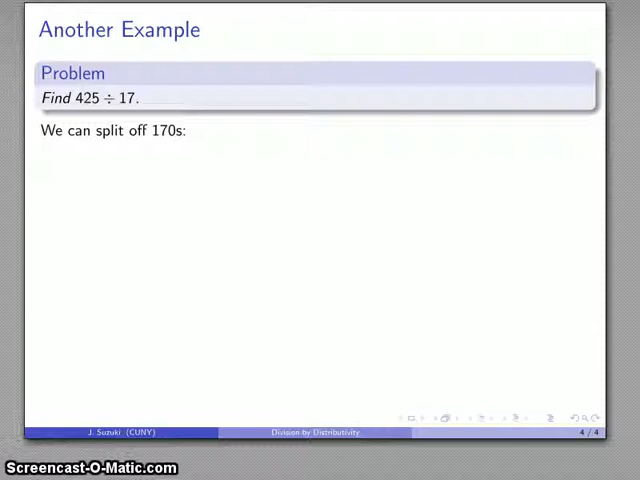 Another Example
Problem
Find 425 ÷ 17.
We can split off 170s:
J. Suzuki (CUNY) Division by Distributivity 4 / 4
Screencast-O-Matic.com